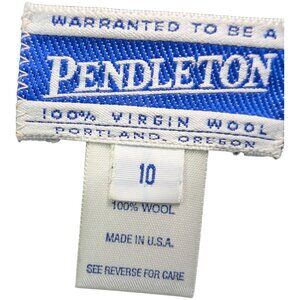 WARRANTED TO BE A
PENDLETON
100% VIRGIN WOOL
PORTLAND, OREGON
10
100% WOOL
MADE IN U.S.A.
SEE REVERSE FOR CARE